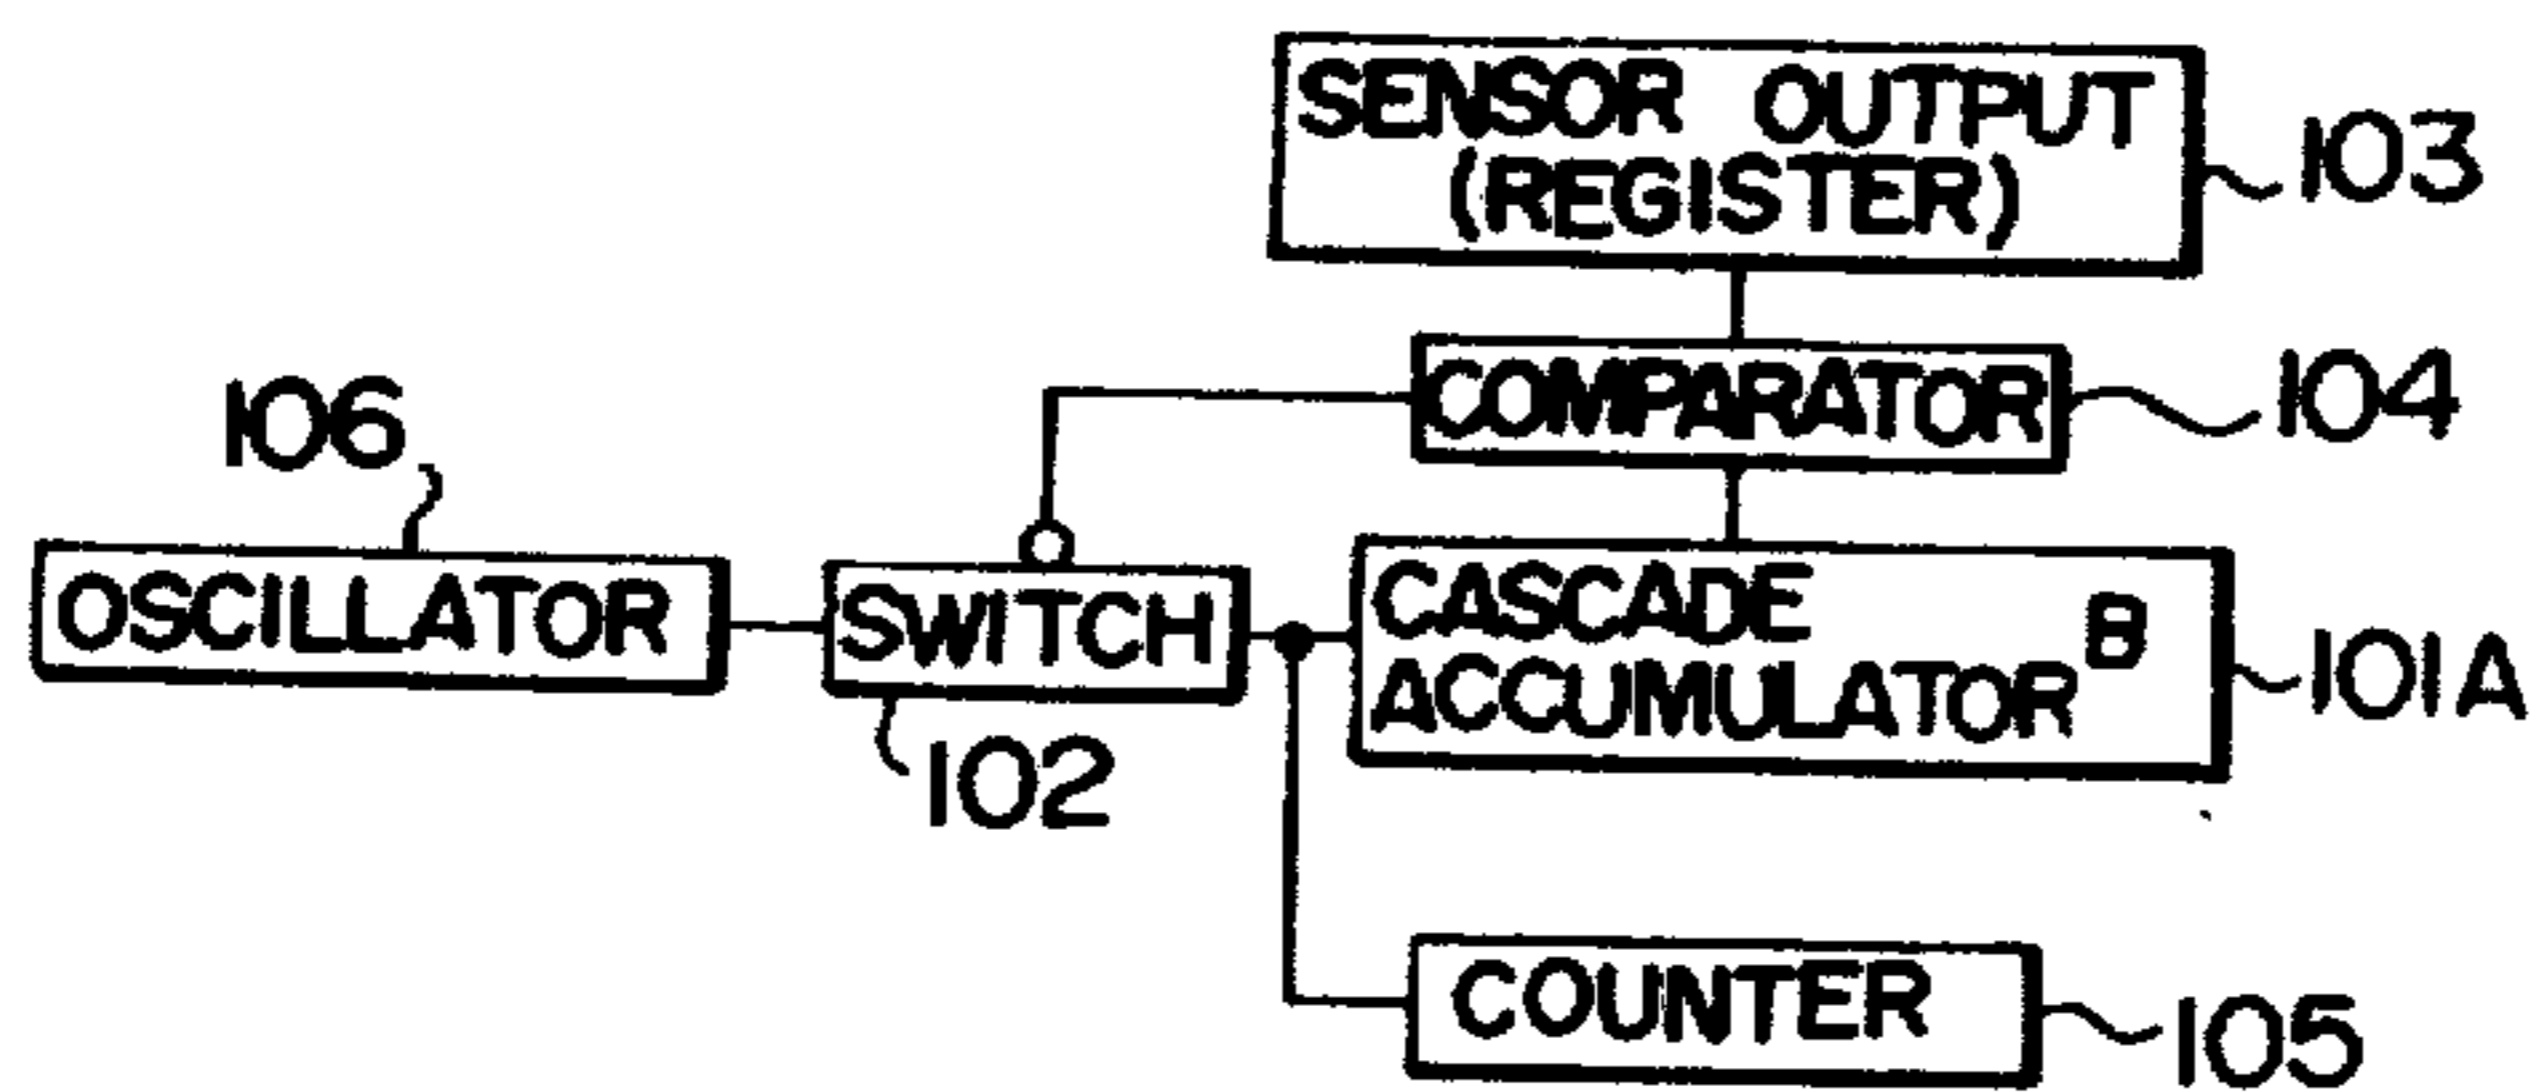 SENSOR OUTPUT
(REGISTER)
103
COMPARATOR
104
106
OSCILLATOR
SWITCH
102
CASCADE
ACCUMULATOR B
101A
COUNTER
105